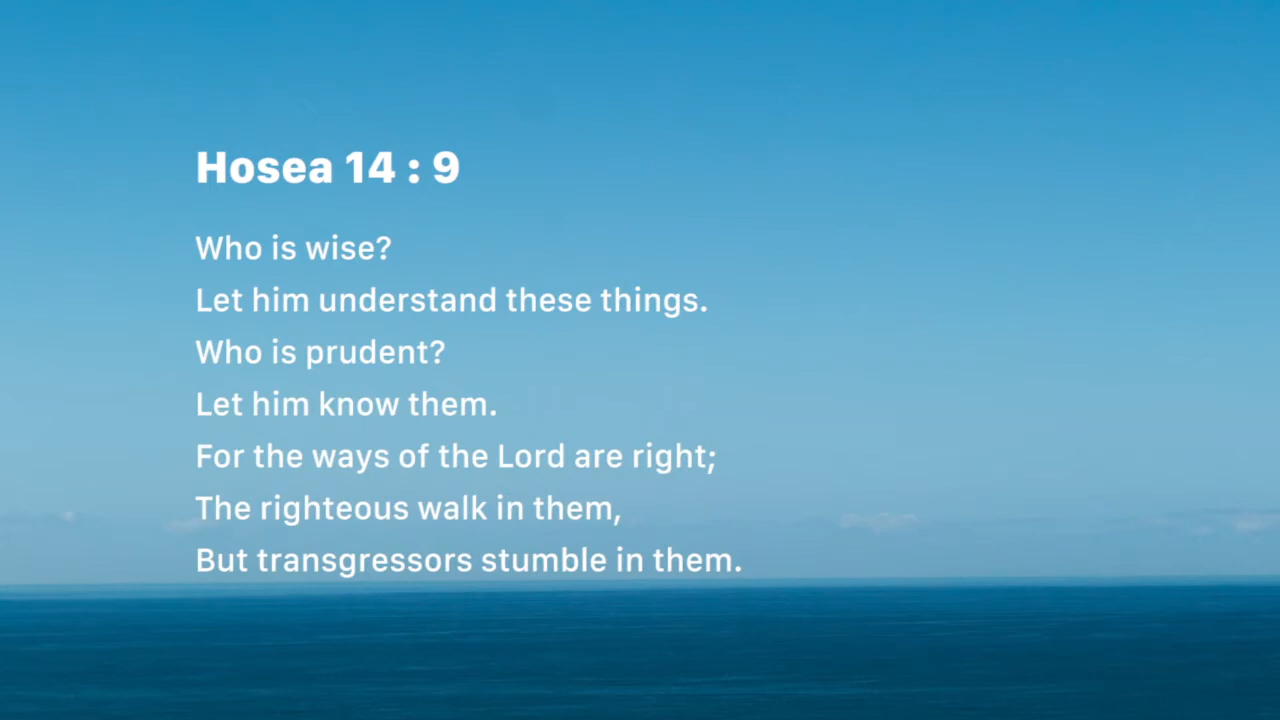 Hosea 14 : 9
Who is wise?
Let him understand these things.
Who is prudent?
Let him know them.
For the ways of the Lord are right;
The righteous walk in them,
But transgressors stumble in them.